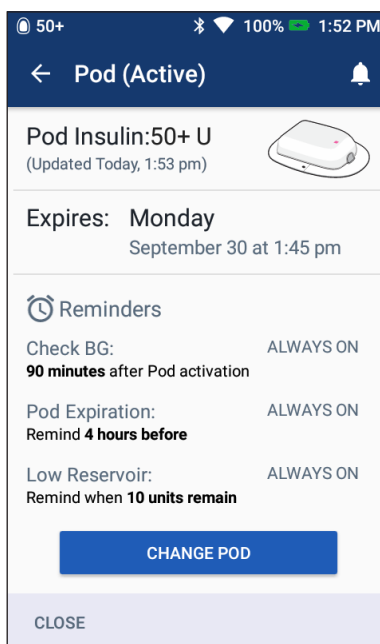 50+ 100% 1:52 PM
Pod (Active)
Pod Insulin:50+ U
(Updated Today, 1:53 pm)
Expires: Monday
September 30 at 1:45 pm
Reminders
Check BG: ALWAYS ON
90 minutes after Pod activation
Pod Expiration: ALWAYS ON
Remind 4 hours before
Low Reservoir: ALWAYS ON
Remind when 10 units remain
CHANGE POD
CLOSE